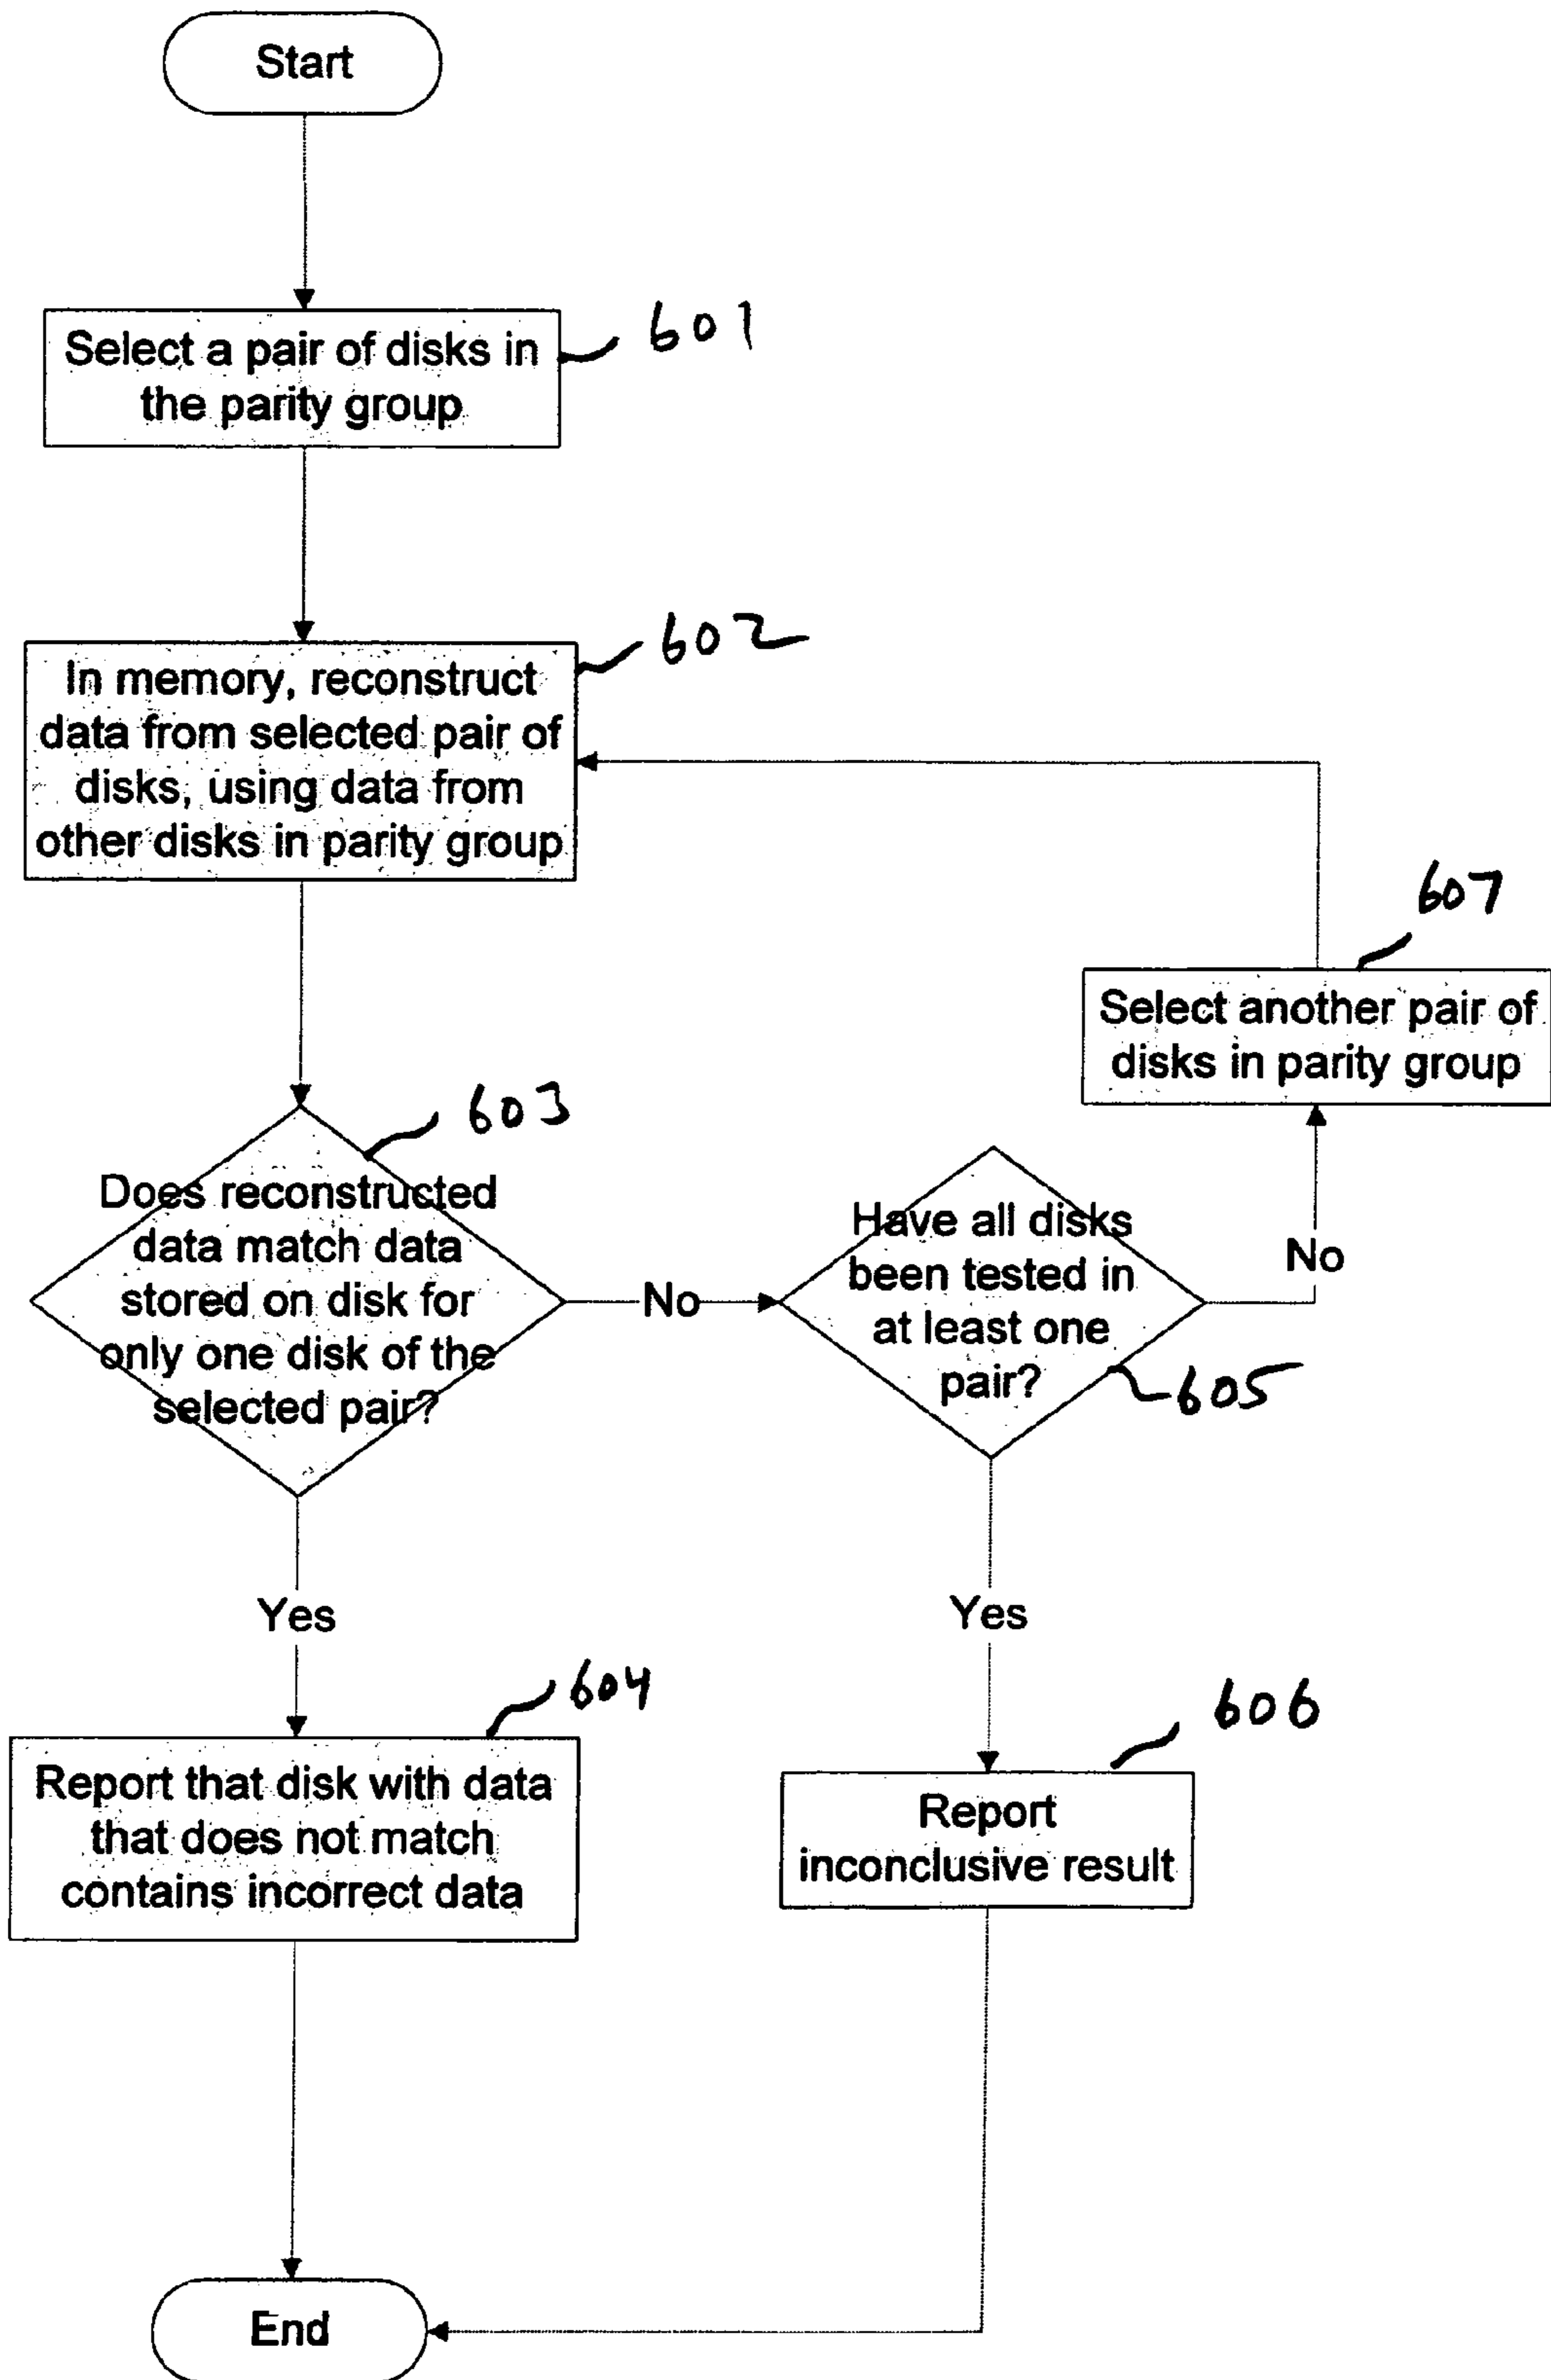 Start
Select a pair of disks in
the parity group
601
In memory, reconstruct
data from selected pair of
disks, using data from
other disks in parity group
602
607
Select another pair of
disks in parity group
603
Does reconstructed
data match data
stored on disk for
only one disk of the
selected pair?
No
Have all disks
been tested in
at least one
pair?
605
No
Yes
Yes
604
Report that disk with data
that does not match
contains incorrect data
606
Report
inconclusive result
End